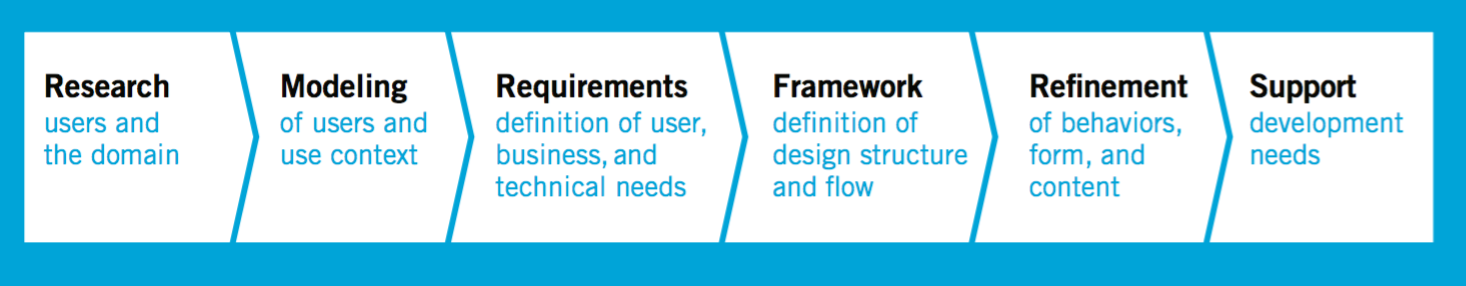 Research
users and
the domain
Modeling
of users and
use context
Requirements
definition of user,
business, and
technical needs
Framework
definition of
design structure
and flow
Refinement
of behaviors,
form, and
content
Support
development
needs